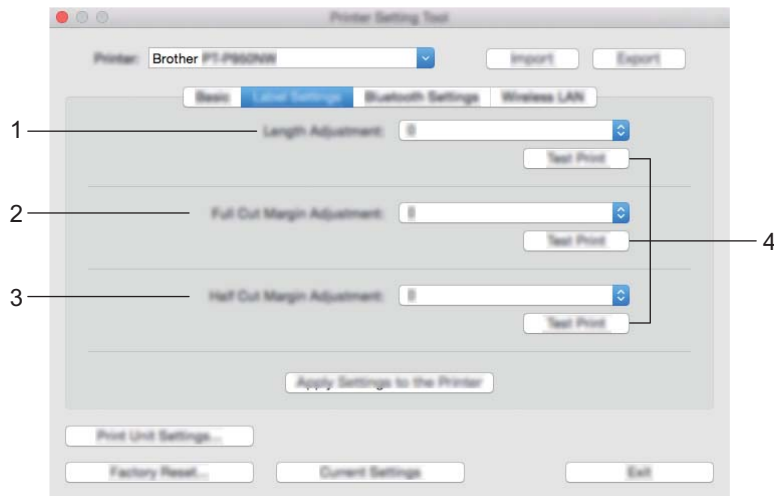 Printer Setting Tool
Printer: Brother PT-P950NW
Import
Export
Basic
Label Settings
Bluetooth Settings
Wireless LAN
1
Length Adjustment: 0
Test Print
2
Full Cut Margin Adjustment: 0
Test Print
4
3
Half Cut Margin Adjustment: 0
Test Print
Apply Settings to the Printer
Print Unit Settings...
Factory Reset...
Current Settings
Exit